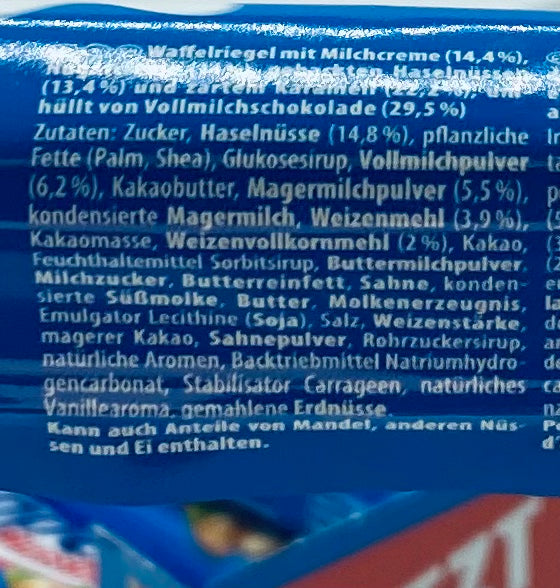 Waffelriegel mit Milchcreme (14,4%),
Haselnüsse
(13,4%) und zartem Karamell um-
hüllt von Vollmilchschokolade (29,5%)
Zutaten: Zucker, Haselnüsse (14,8%), pflanzliche
Fette (Palm, Shea), Glukosesirup, Vollmilchpulver
(6,2%), Kakaobutter, Magermilchpulver (5,5%),
kondensierte Magermilch, Weizenmehl (3,9%),
Kakaomasse, Weizenvollkornmehl (2%), Kakao,
Feuchthaltemittel Sorbitsirup, Buttermilchpulver,
Milchzucker, Butterreinfett, Sahne, konden-
sierte Süßmolke, Butter, Molkenerzeugnis,
Emulgator Lecithine (Soja), Salz, Weizenstärke,
magerer Kakao, Sahnepulver, Rohrzuckersirup,
natürliche Aromen, Backtriebmittel Natriumhydro-
gencarbonat, Stabilisator Carrageen, natürliches
Vanillearoma, gemahlene Erdnüsse.
Kann auch Anteile von Mandel, anderen Nüs-
sen und Ei enthalten.